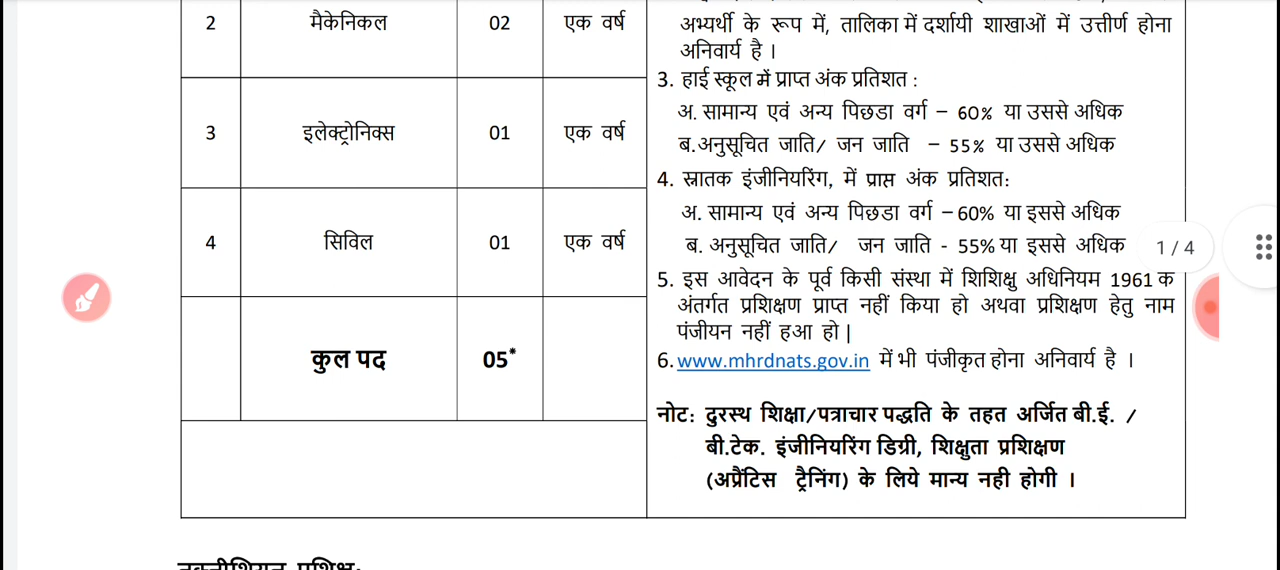 2 मैकेनिकल 02 एक वर्ष
3 इलेक्ट्रोनिक्स 01 एक वर्ष
4 सिविल 01 एक वर्ष
कुल पद 05*
अभ्यर्थी के रूप में, तालिका में दर्शायी शाखाओं में उत्तीर्ण होना
अनिवार्य है ।
3. हाई स्कूल में प्राप्त अंक प्रतिशत :
अ. सामान्य एवं अन्य पिछडा वर्ग – 60% या उससे अधिक
ब.अनुसूचित जाति/ जन जाति – 55% या उससे अधिक
4. स्नातक इंजीनियरिंग, में प्राप्त अंक प्रतिशत:
अ. सामान्य एवं अन्य पिछडा वर्ग – 60% या इससे अधिक
ब. अनुसूचित जाति/ जन जाति - 55% या इससे अधिक
5. इस आवेदन के पूर्व किसी संस्था में शिशिक्षु अधिनियम 1961 क
अंतर्गत प्रशिक्षण प्राप्त नहीं किया हो अथवा प्रशिक्षण हेतु नाम
पंजीयन नहीं हआ हो|
6. www.mhrdnats.gov.in में भी पंजीकृत होना अनिवार्य है ।
नोट: दुरस्थ शिक्षा/पत्राचार पद्धति के तहत अर्जित बी.ई. /
बी.टेक. इंजीनियरिंग डिग्री, शिक्षुता प्रशिक्षण
(अप्रैंटिस ट्रैनिंग) के लिये मान्य नही होगी ।
1 / 4